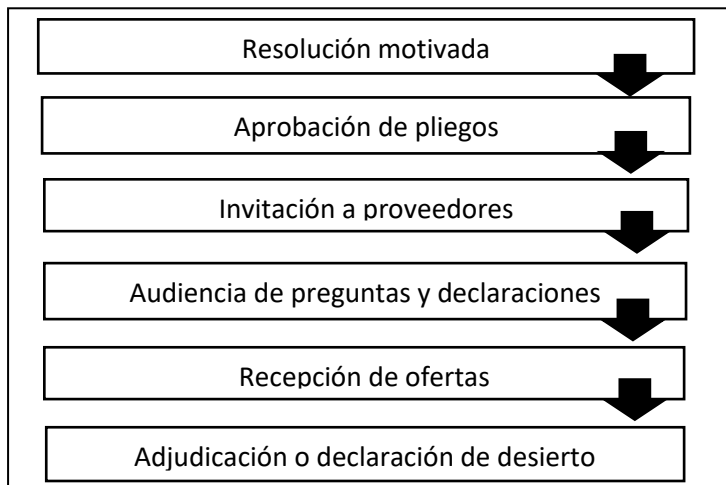 Resolución motivada
Aprobación de pliegos
Invitación a proveedores
Audiencia de preguntas y declaraciones
Recepción de ofertas
Adjudicación o declaración de desierto